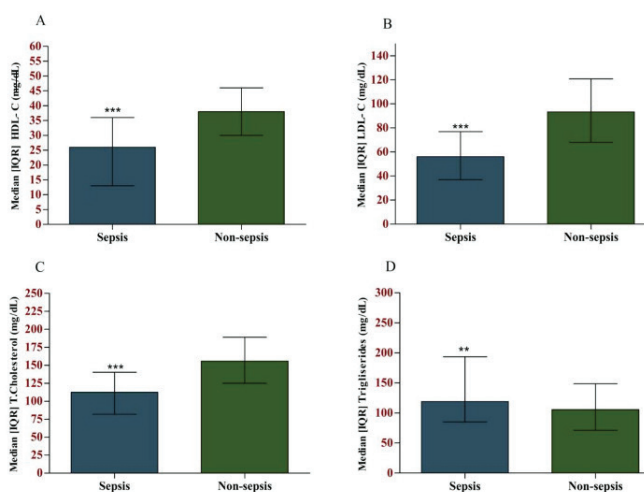 A
Median [IQR] HDL- C (mg/dL)
60
55
50
45
40
35
30
25
20
15
10
5
0
***
Sepsis
Non-sepsis
B
Median [IQR] LDL- C (mg/dL)
140
120
100
80
60
40
20
0
***
Sepsis
Non-sepsis
C
Median [IQR] T.Cholesterol (mg/dL)
250
225
200
175
150
125
100
75
50
25
0
***
Sepsis
Non-sepsis
D
Median [IQR] Trigliserides (mg/dL)
300
250
200
150
100
50
0
**
Sepsis
Non-sepsis